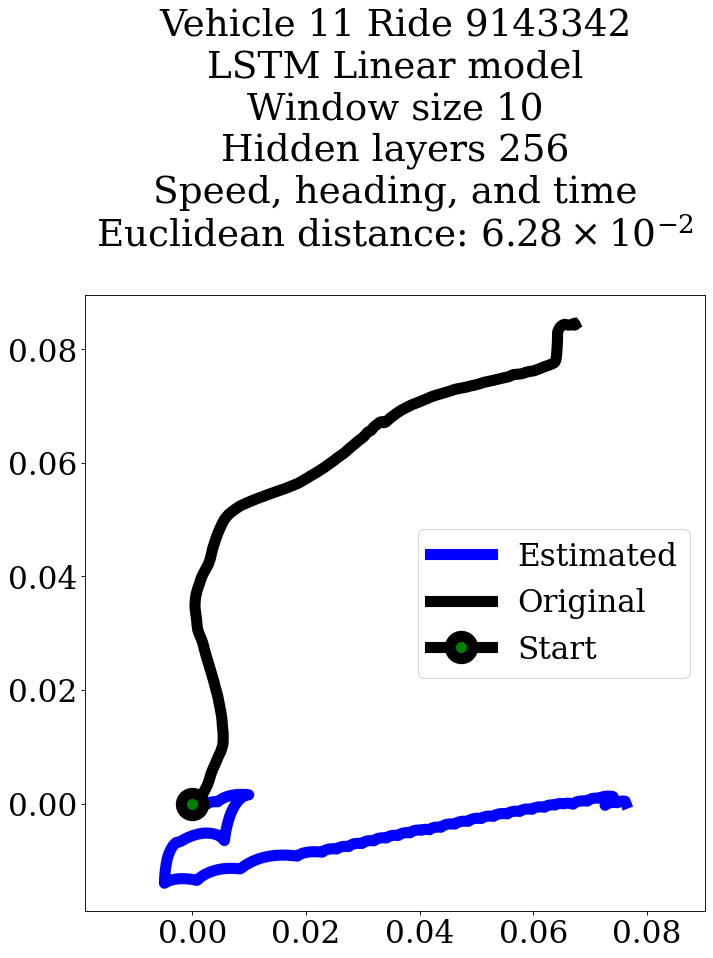 Vehicle 11 Ride 9143342
LSTM Linear model
Window size 10
Hidden layers 256
Speed, heading, and time
Euclidean distance: 6.28 × 10⁻²
0.08
0.06
0.04
0.02
0.00
Estimated
Original
Start
0.00 0.02 0.04 0.06 0.08